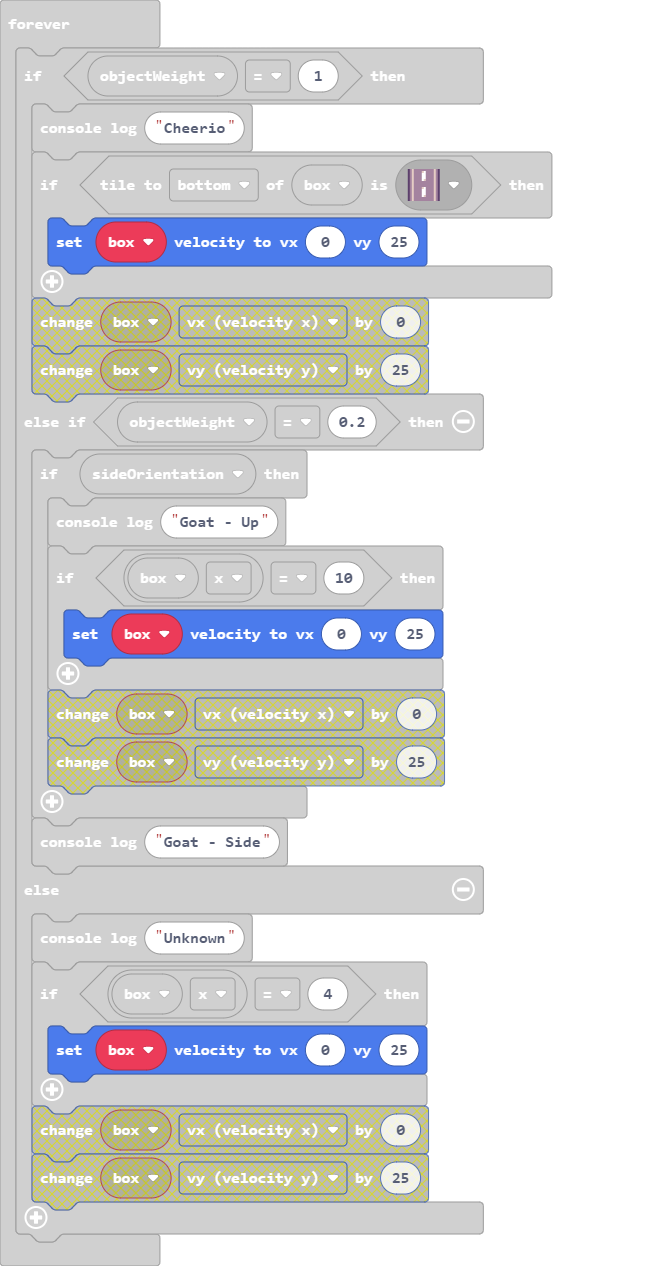 forever
if objectWeight = 1 then
console log "Cheerio"
if tile to bottom of box is then
set box velocity to vx 0 vy 25
change box vx (velocity x) by 0
change box vy (velocity y) by 25
else if objectWeight = 0.2 then
if sideOrientation then
console log "Goat - Up"
if box x = 10 then
set box velocity to vx 0 vy 25
change box vx (velocity x) by 0
change box vy (velocity y) by 25
console log "Goat - Side"
else
console log "Unknown"
if box x = 4 then
set box velocity to vx 0 vy 25
change box vx (velocity x) by 0
change box vy (velocity y) by 25